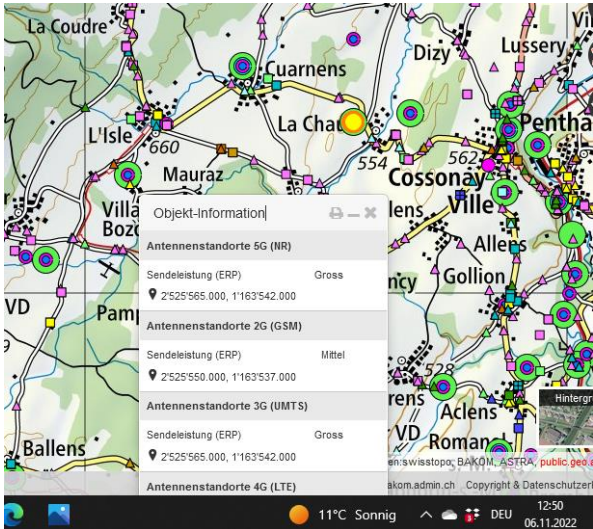 La Coudre
Vil
Cuarnens
Dizy
Lussery
L'Isle
660
La Chau
554
562
Pentha
Mauraz
Cossonay
Ville
Villa
Bozo
lens
Allens
Objekt-Information
Antennenstandorte 5G (NR)
Sendeleistung (ERP) Gross
2'525'565.000, 1'163'542.000
Antennenstandorte 2G (GSM)
Sendeleistung (ERP) Mittel
2'525'550.000, 1'163'537.000
Antennenstandorte 3G (UMTS)
Sendeleistung (ERP) Gross
2'525'565.000, 1'163'542.000
Antennenstandorte 4G (LTE)
ncy
Gollion
VD
Pamp
528
rens
Aclens
Hintergru
VD
Roman
Ballens
en:swisstopo, BAKOM, ASTRA, public.geo.a
akom.admin.ch Copyright & Datenschutzerk
11°C Sonnig
DEU
12:50
06.11.2022